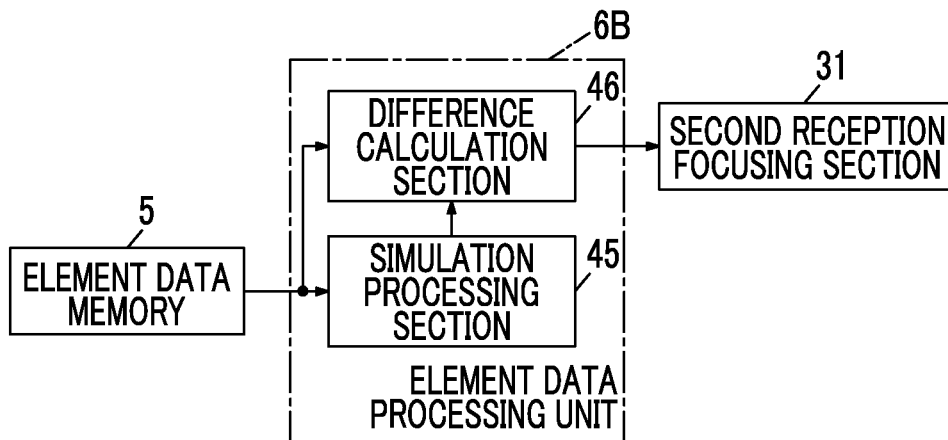 6B
46
31
DIFFERENCE
CALCULATION
SECTION
SECOND RECEPTION
FOCUSING SECTION
5
45
ELEMENT DATA
MEMORY
SIMULATION
PROCESSING
SECTION
ELEMENT DATA
PROCESSING UNIT